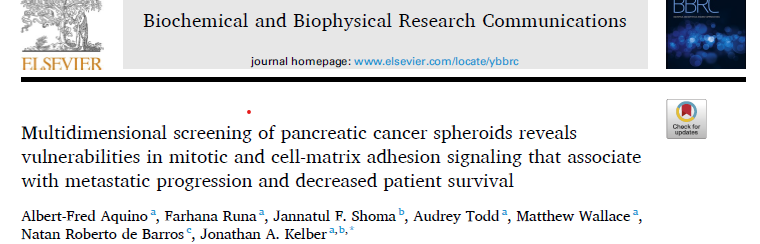 BBRC
Biochemical and Biophysical Research Communications
ELSEVIER
journal homepage: www.elsevier.com/locate/ybbrc
Check for
updates
Multidimensional screening of pancreatic cancer spheroids reveals
vulnerabilities in mitotic and cell-matrix adhesion signaling that associate
with metastatic progression and decreased patient survival
Albert-Fred Aquino a, Farhana Runa a, Jannatul F. Shoma b, Audrey Todd a, Matthew Wallace a,
Natan Roberto de Barros c, Jonathan A. Kelber a, b, *